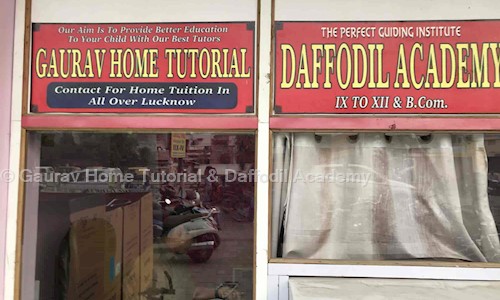 Our Aim Is To Provide Better Education
To Your Child With Our Best Tutors
GAURAV HOME TUTORIAL
Contact For Home Tuition In
All Over Lucknow
THE PERFECT GUIDING INSTITUTE
DAFFODIL ACADEMY
IX TO XII & B.Com.
© Gaurav Home Tutorial & Daffodil Academy